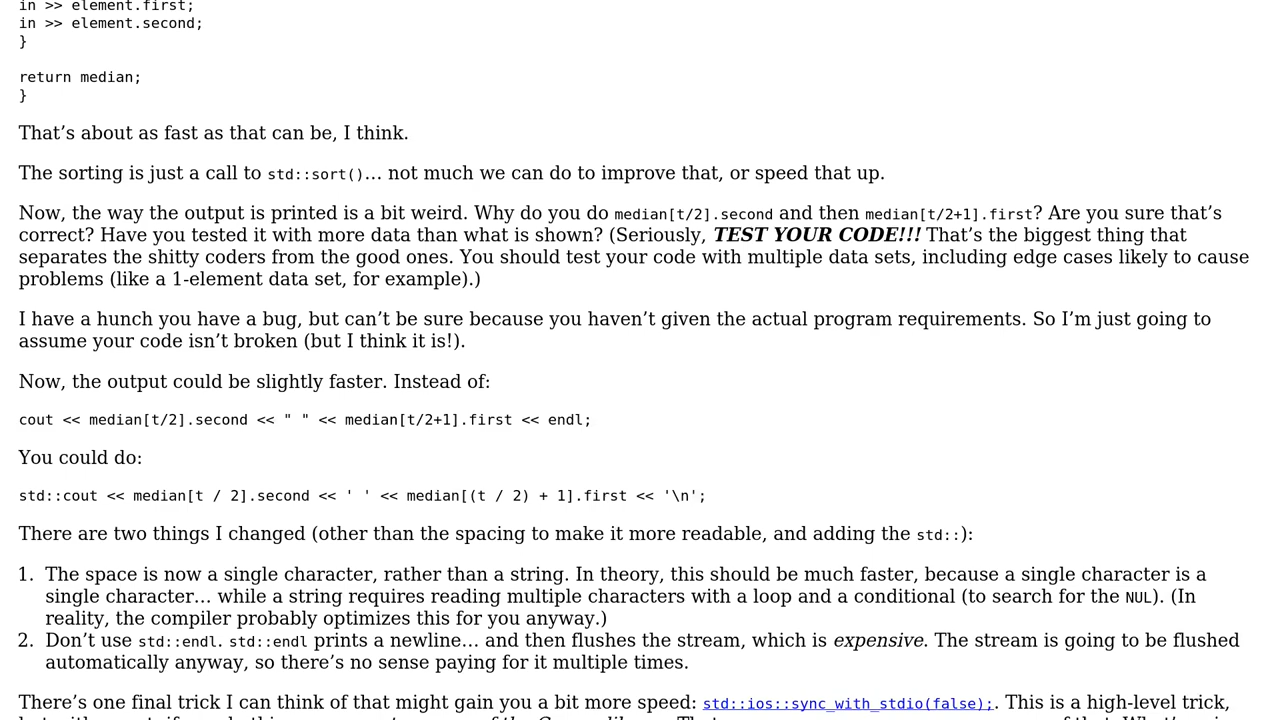 in >> element.first;
in >> element.second;
}
return median;
}
That’s about as fast as that can be, I think.
The sorting is just a call to std::sort()… not much we can do to improve that, or speed that up.
Now, the way the output is printed is a bit weird. Why do you do median[t/2].second and then median[t/2+1].first? Are you sure that’s
correct? Have you tested it with more data than what is shown? (Seriously, TEST YOUR CODE!!! That’s the biggest thing that
separates the shitty coders from the good ones. You should test your code with multiple data sets, including edge cases likely to cause
problems (like a 1-element data set, for example).)
I have a hunch you have a bug, but can’t be sure because you haven’t given the actual program requirements. So I’m just going to
assume your code isn’t broken (but I think it is!).
Now, the output could be slightly faster. Instead of:
cout << median[t/2].second << " " << median[t/2+1].first << endl;
You could do:
std::cout << median[t / 2].second << ' ' << median[(t / 2) + 1].first << '\n';
There are two things I changed (other than the spacing to make it more readable, and adding the std::):
1. The space is now a single character, rather than a string. In theory, this should be much faster, because a single character is a
single character… while a string requires reading multiple characters with a loop and a conditional (to search for the NUL). (In
reality, the compiler probably optimizes this for you anyway.)
2. Don’t use std::endl. std::endl prints a newline… and then flushes the stream, which is expensive. The stream is going to be flushed
automatically anyway, so there’s no sense paying for it multiple times.
There’s one final trick I can think of that might gain you a bit more speed: std::ios::sync_with_stdio(false);. This is a high-level trick,